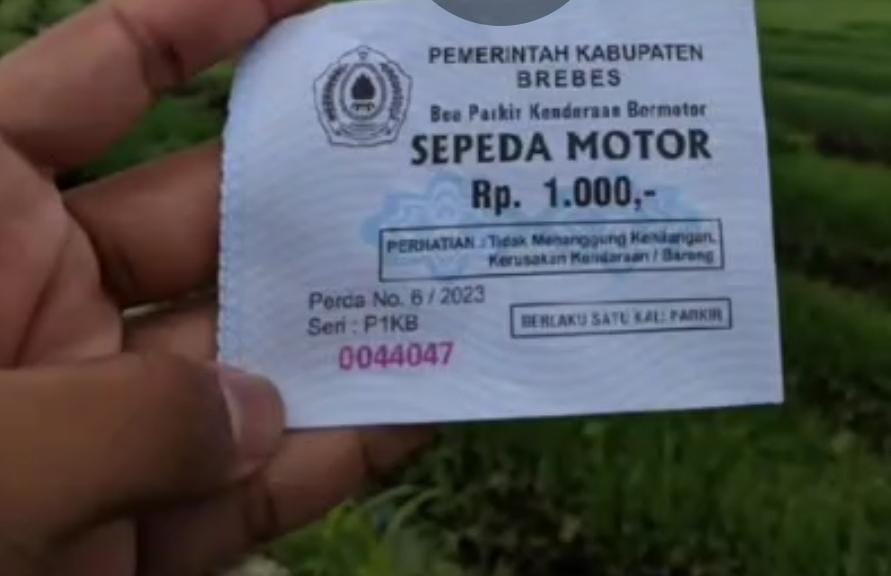 PEMERINTAH KABUPATEN
BREBES
Bea Parkir Kendaraan Bermotor
SEPEDA MOTOR
Rp. 1.000,-
PERHATIAN : Tidak Menanggung Kehilangan,
Kerusakan Kendaraan / Barang
Perda No. 6 / 2023
Seri : P1KB
BERLAKU SATU KALI PARKIR
0044047